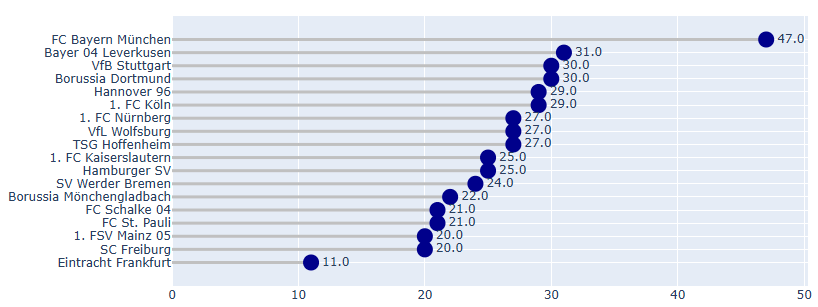 FC Bayern München 47.0
Bayer 04 Leverkusen 31.0
VfB Stuttgart 30.0
Borussia Dortmund 30.0
Hannover 96 29.0
1. FC Köln 29.0
1. FC Nürnberg 27.0
VfL Wolfsburg 27.0
TSG Hoffenheim 27.0
1. FC Kaiserslautern 25.0
Hamburger SV 25.0
SV Werder Bremen 24.0
Borussia Mönchengladbach 22.0
FC Schalke 04 21.0
FC St. Pauli 21.0
1. FSV Mainz 05 20.0
SC Freiburg 20.0
Eintracht Frankfurt 11.0
0 10 20 30 40 50